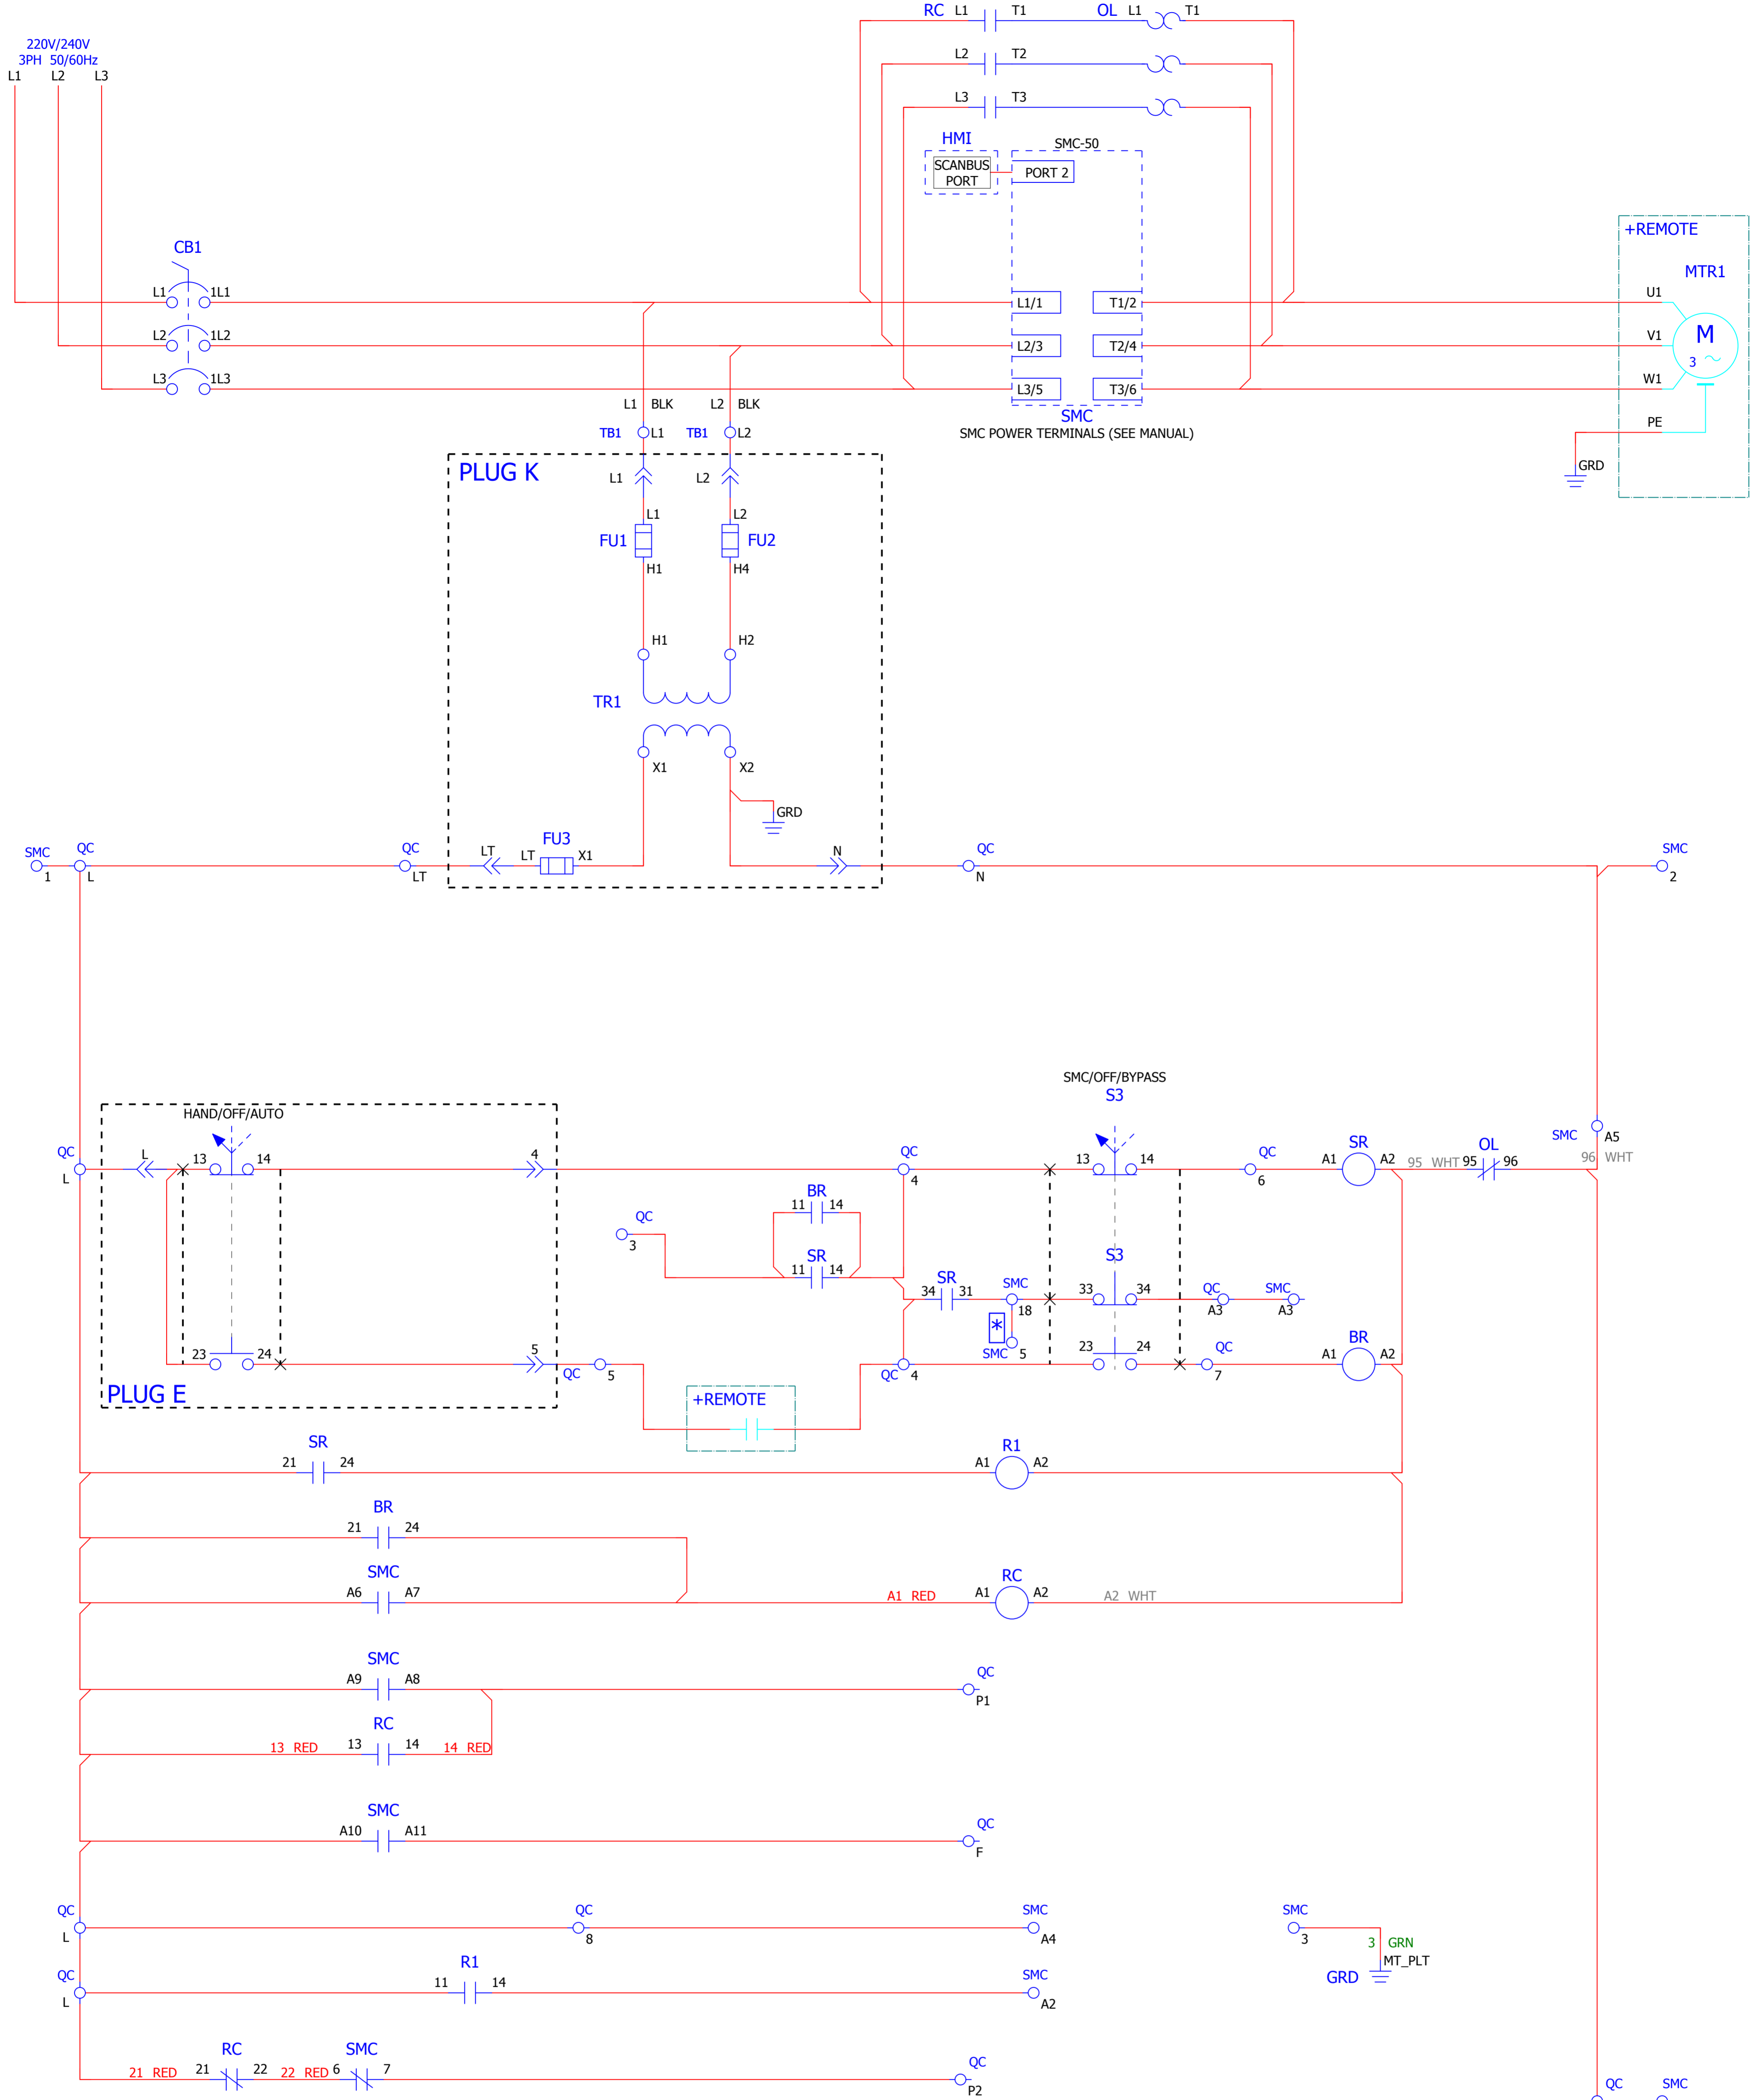 RC L1 T1 OL L1 T1
220V/240V
3PH 50/60Hz
L1 L2 L3
L2 T2
L3 T3
HMI
SMC-50
SCANBUS
PORT
PORT 2
+REMOTE
MTR1
CB1
L1 1L1
L1/1 T1/2
U1
L2 1L2
L2/3 T2/4
V1
M
3
L3 1L3
L3/5 T3/6
W1
L1 BLK L2 BLK
SMC
SMC POWER TERMINALS (SEE MANUAL)
PE
TB1 L1 TB1 L2
GRD
PLUG K
L1 L2
L1 L2
FU1 FU2
H1 H4
H1 H2
TR1
X1 X2
GRD
FU3
SMC QC QC
LT LT X1
N
QC SMC
1 L LT
N 2
SMC/OFF/BYPASS
S3
HAND/OFF/AUTO
SMC A5
QC
L 13 14 4
QC
13 14
QC
SR
A1 A2
95 WHT 95 OL 96
96 WHT
L
4
6
BR
11 14
QC
3
SR
11 14
SR
34 31
SMC
18
S3
33 34
QC
A3
SMC
A3
*
SMC 5
BR
23 24 5
QC 5
QC 4
23 24
QC
7
A1 A2
PLUG E
+REMOTE
SR
21 24
R1
A1 A2
BR
21 24
SMC
A6 A7
A1 RED
RC
A1 A2
A2 WHT
SMC
A9 A8
QC
P1
RC
13 RED 13 14 14 RED
SMC
A10 A11
QC
F
QC QC SMC SMC
L 8 A4 3
3 GRN
MT_PLT
GRD
QC
L
R1
11 14
SMC
A2
RC SMC
21 RED 21 22 22 RED 6 7
QC
P2
QC SMC